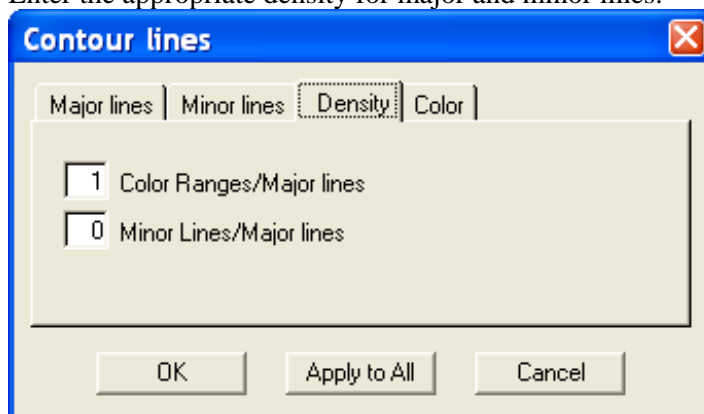 Enter the appropriate density for major and minor lines.
Contour lines
Major lines Minor lines Density Color
1 Color Ranges/Major lines
0 Minor Lines/Major lines
OK Apply to All Cancel